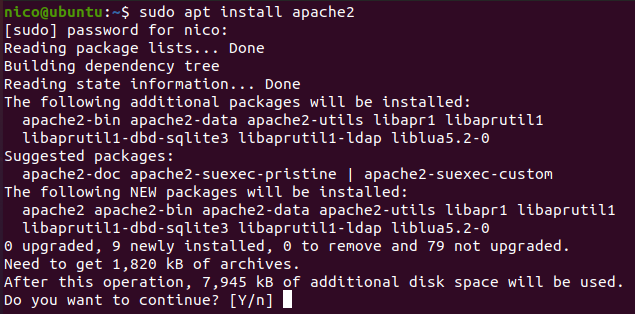 nico@ubuntu:~$ sudo apt install apache2
[sudo] password for nico:
Reading package lists... Done
Building dependency tree
Reading state information... Done
The following additional packages will be installed:
  apache2-bin apache2-data apache2-utils libapr1 libaprutil1
  libaprutil1-dbd-sqlite3 libaprutil1-ldap liblua5.2-0
Suggested packages:
  apache2-doc apache2-suexec-pristine | apache2-suexec-custom
The following NEW packages will be installed:
  apache2 apache2-bin apache2-data apache2-utils libapr1 libaprutil1
  libaprutil1-dbd-sqlite3 libaprutil1-ldap liblua5.2-0
0 upgraded, 9 newly installed, 0 to remove and 79 not upgraded.
Need to get 1,820 kB of archives.
After this operation, 7,945 kB of additional disk space will be used.
Do you want to continue? [Y/n]